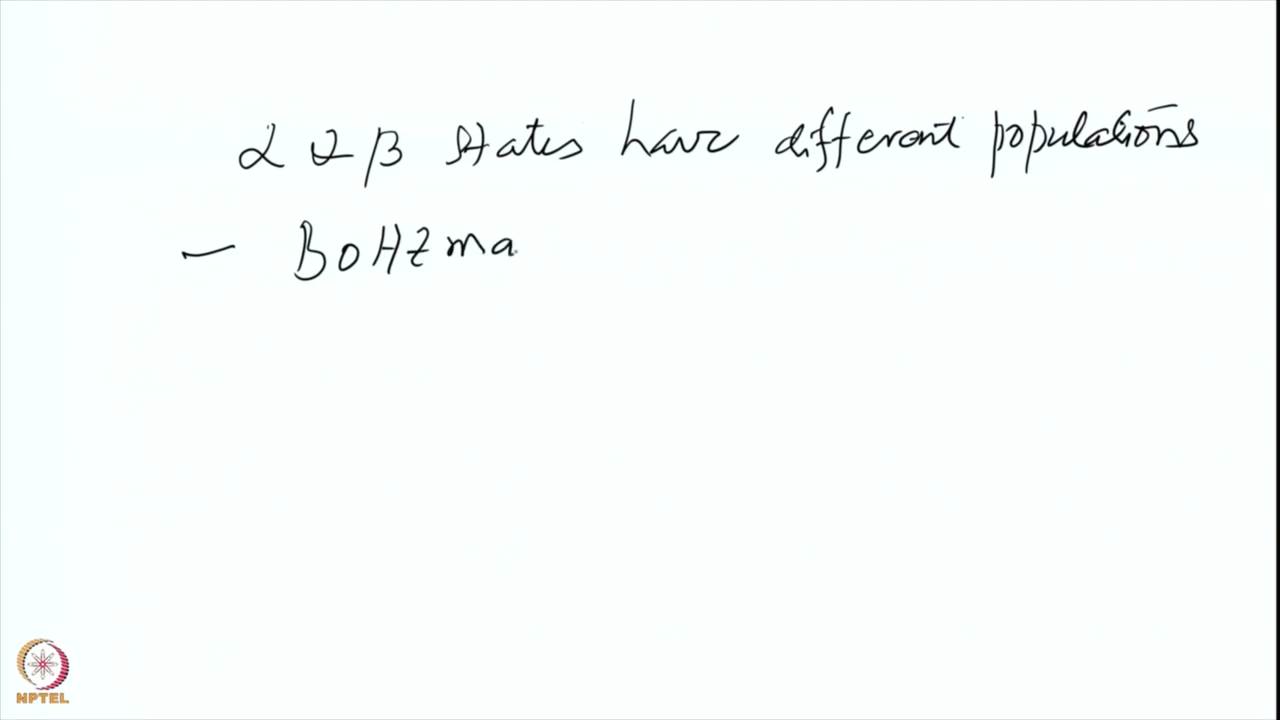 α & β states have different populations
— Boltzma
NPTEL